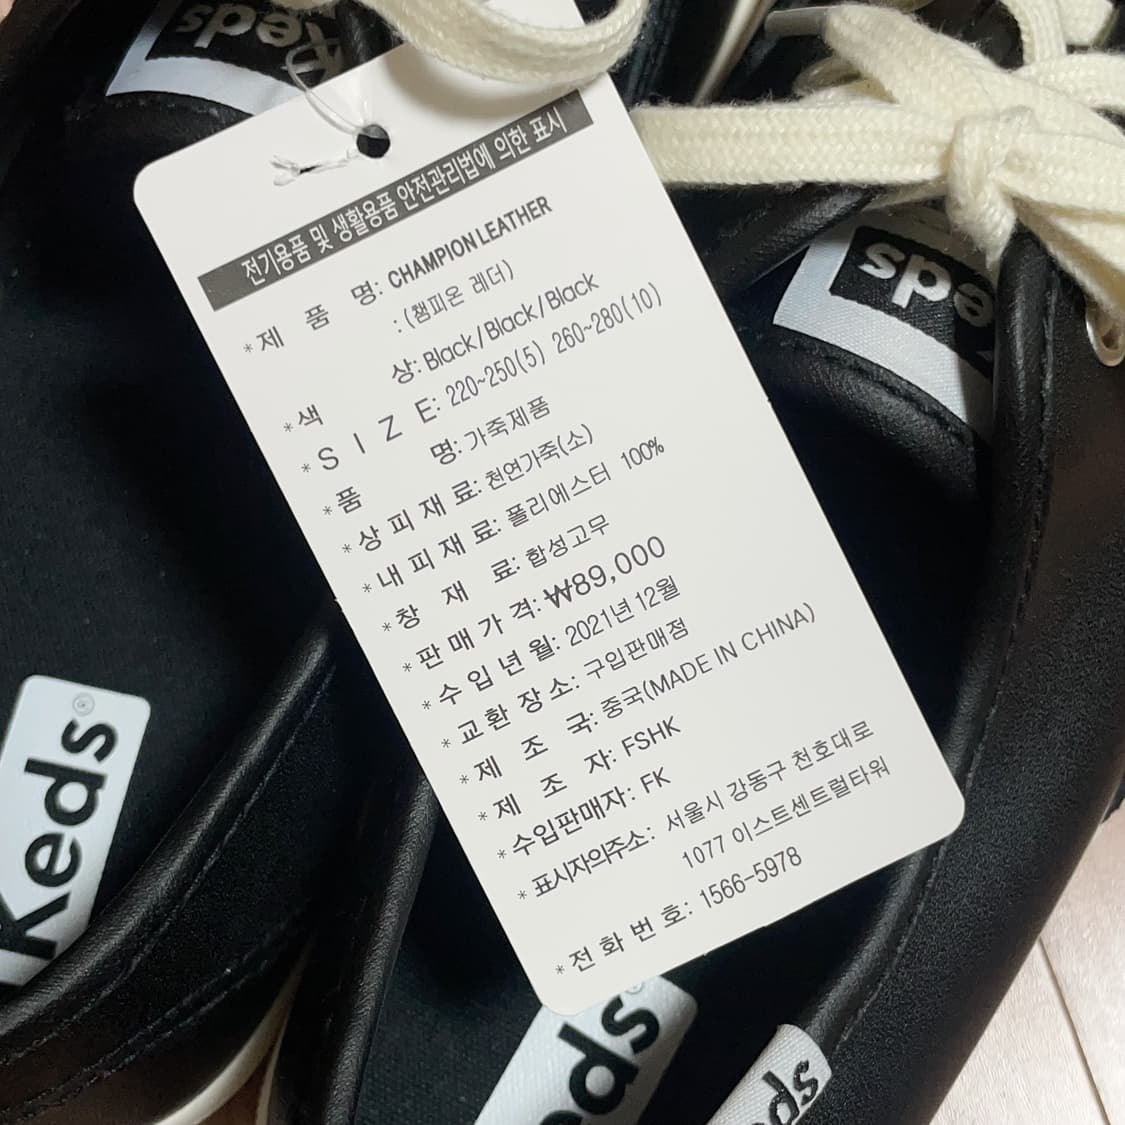 Keds
전기용품 및 생활용품 안전관리법에 의한 표시
*제 품 명: CHAMPION LEATHER
: (챔피온 레더)
*색 상: Black/Black/Black
*S I Z E: 220~250(5) 260~280(10)
*품 명: 가죽제품
*상 피 재 료: 천연가죽(소)
*내 피 재 료: 폴리에스터 100%
*창 재 료: 합성고무
*판 매 가 격: ₩89,000
*수 입 년 월: 2021년 12월
*교 환 장 소: 구입판매점
*제 조 국: 중국(MADE IN CHINA)
*제 조 자: FSHK
*수입판매자: FK
*표시자의주소: 서울시 강동구 천호대로
1077 이스트센트럴타워
*전 화 번 호: 1566-5978
Keds
Keds®
Keds
Keds